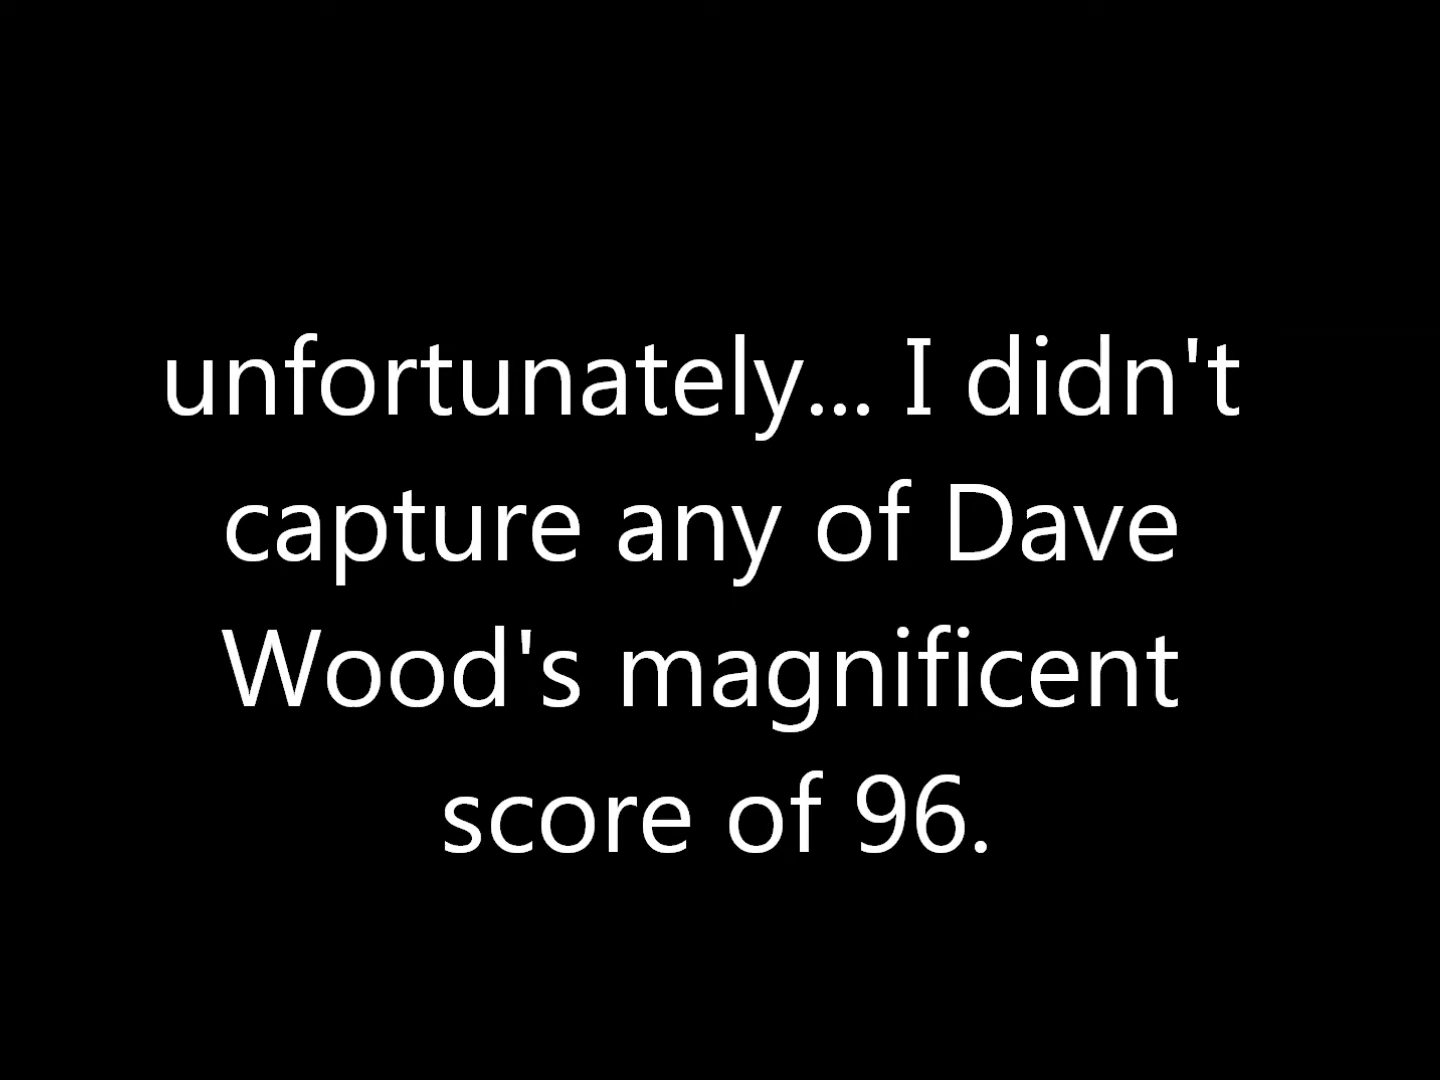 unfortunately... I didn't
capture any of Dave
Wood's magnificent
score of 96.